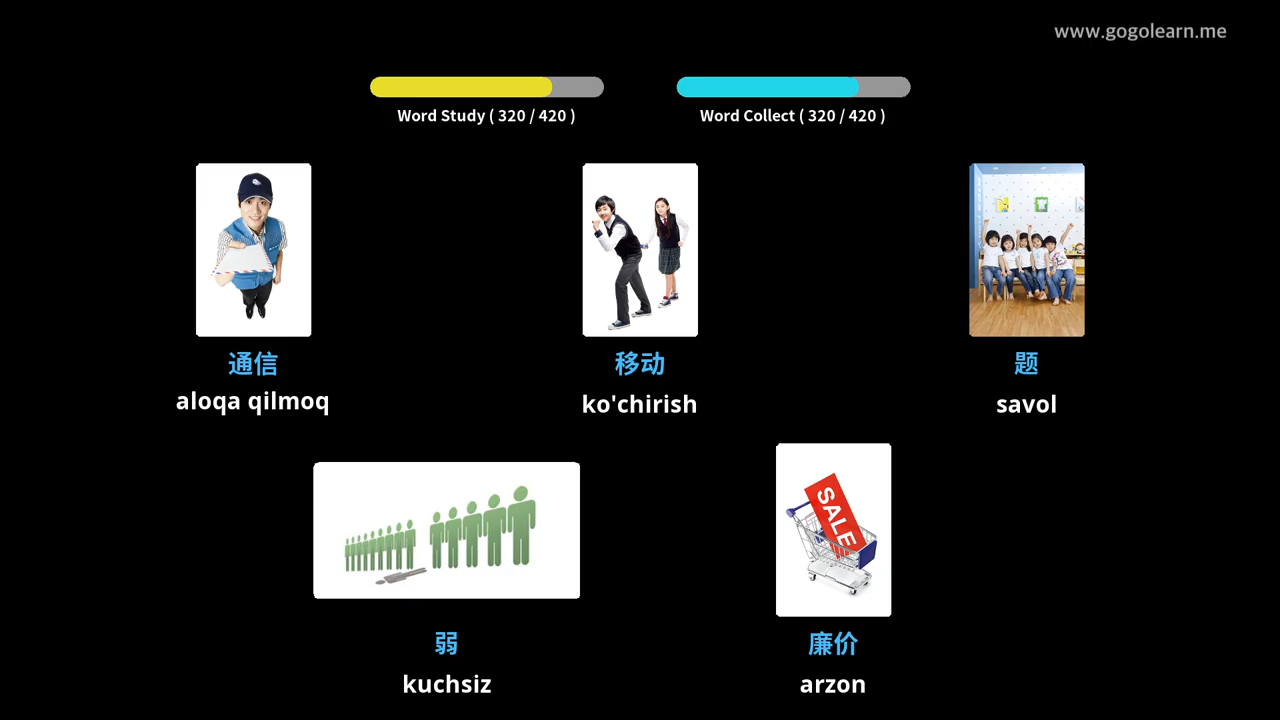 www.gogolearn.me
Word Study ( 320 / 420 )
Word Collect ( 320 / 420 )
通信
aloqa qilmoq
移动
ko'chirish
题
savol
SALE
弱
kuchsiz
廉价
arzon